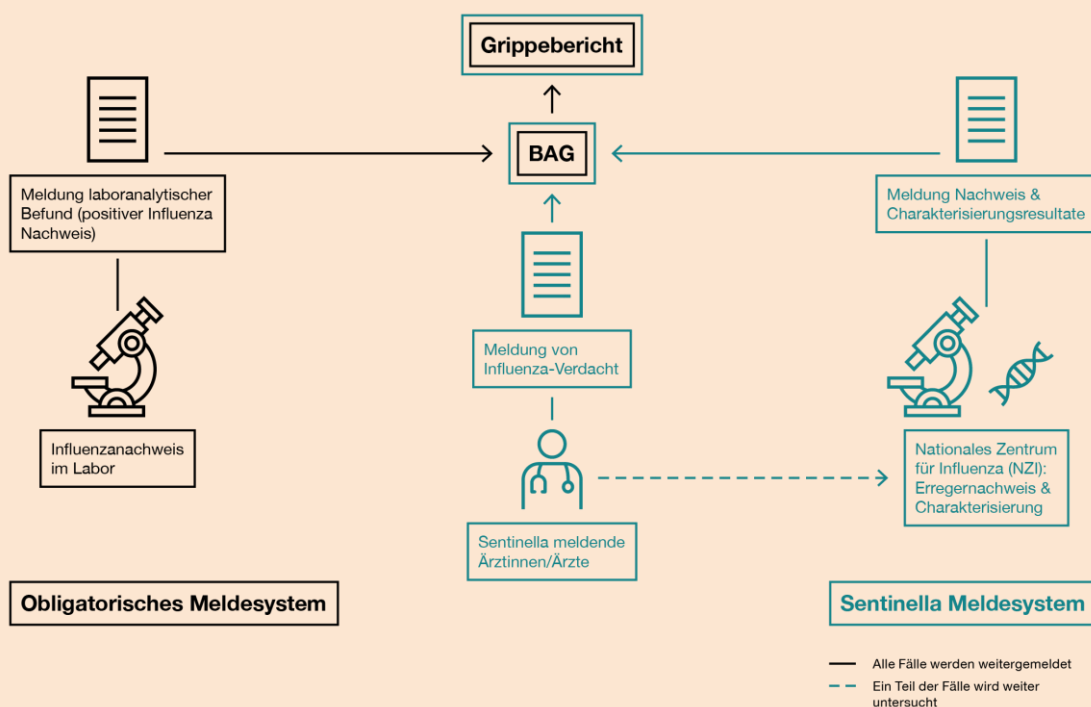 Grippebericht
BAG
Meldung laboranalytischer
Befund (positiver Influenza
Nachweis)
Meldung Nachweis &
Charakterisierungsresultate
Meldung von
Influenza-Verdacht
Influenzanachweis
im Labor
Nationales Zentrum
für Influenza (NZI):
Erregernachweis &
Charakterisierung
Sentinella meldende
Ärztinnen/Ärzte
Obligatorisches Meldesystem
Sentinella Meldesystem
Alle Fälle werden weitergemeldet
Ein Teil der Fälle wird weiter
untersucht